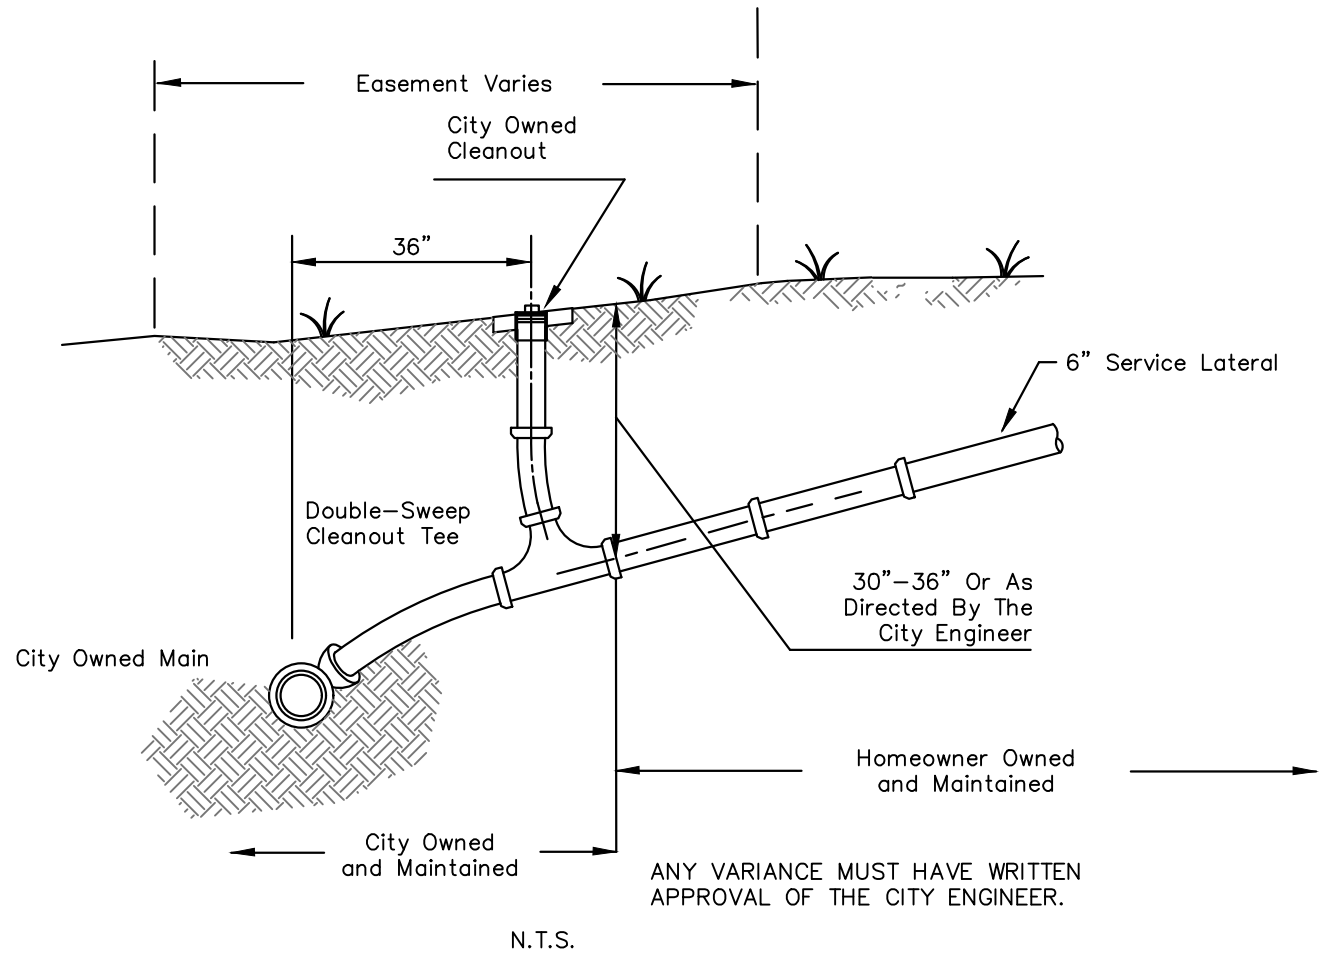 Easement Varies
City Owned
Cleanout
36”
6” Service Lateral
Double–Sweep
Cleanout Tee
30”–36” Or As
Directed By The
City Engineer
City Owned Main
Homeowner Owned
and Maintained
City Owned
and Maintained
ANY VARIANCE MUST HAVE WRITTEN
APPROVAL OF THE CITY ENGINEER.
N.T.S.